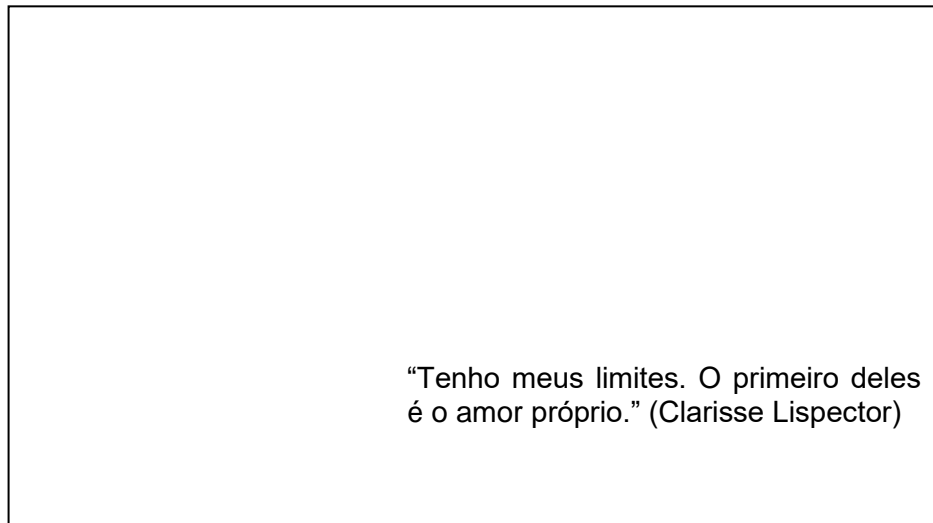 “Tenho meus limites. O primeiro deles
é o amor próprio.” (Clarisse Lispector)